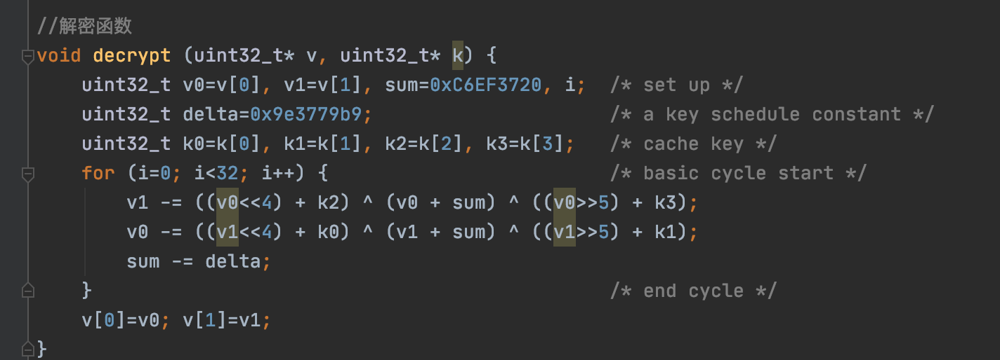 //解密函数
void decrypt (uint32_t* v, uint32_t* k) {
    uint32_t v0=v[0], v1=v[1], sum=0xC6EF3720, i;  /* set up */
    uint32_t delta=0x9e3779b9;                     /* a key schedule constant */
    uint32_t k0=k[0], k1=k[1], k2=k[2], k3=k[3];   /* cache key */
    for (i=0; i<32; i++) {                         /* basic cycle start */
        v1 -= ((v0<<4) + k2) ^ (v0 + sum) ^ ((v0>>5) + k3);
        v0 -= ((v1<<4) + k0) ^ (v1 + sum) ^ ((v1>>5) + k1);
        sum -= delta;
    }                                              /* end cycle */
    v[0]=v0; v[1]=v1;
}